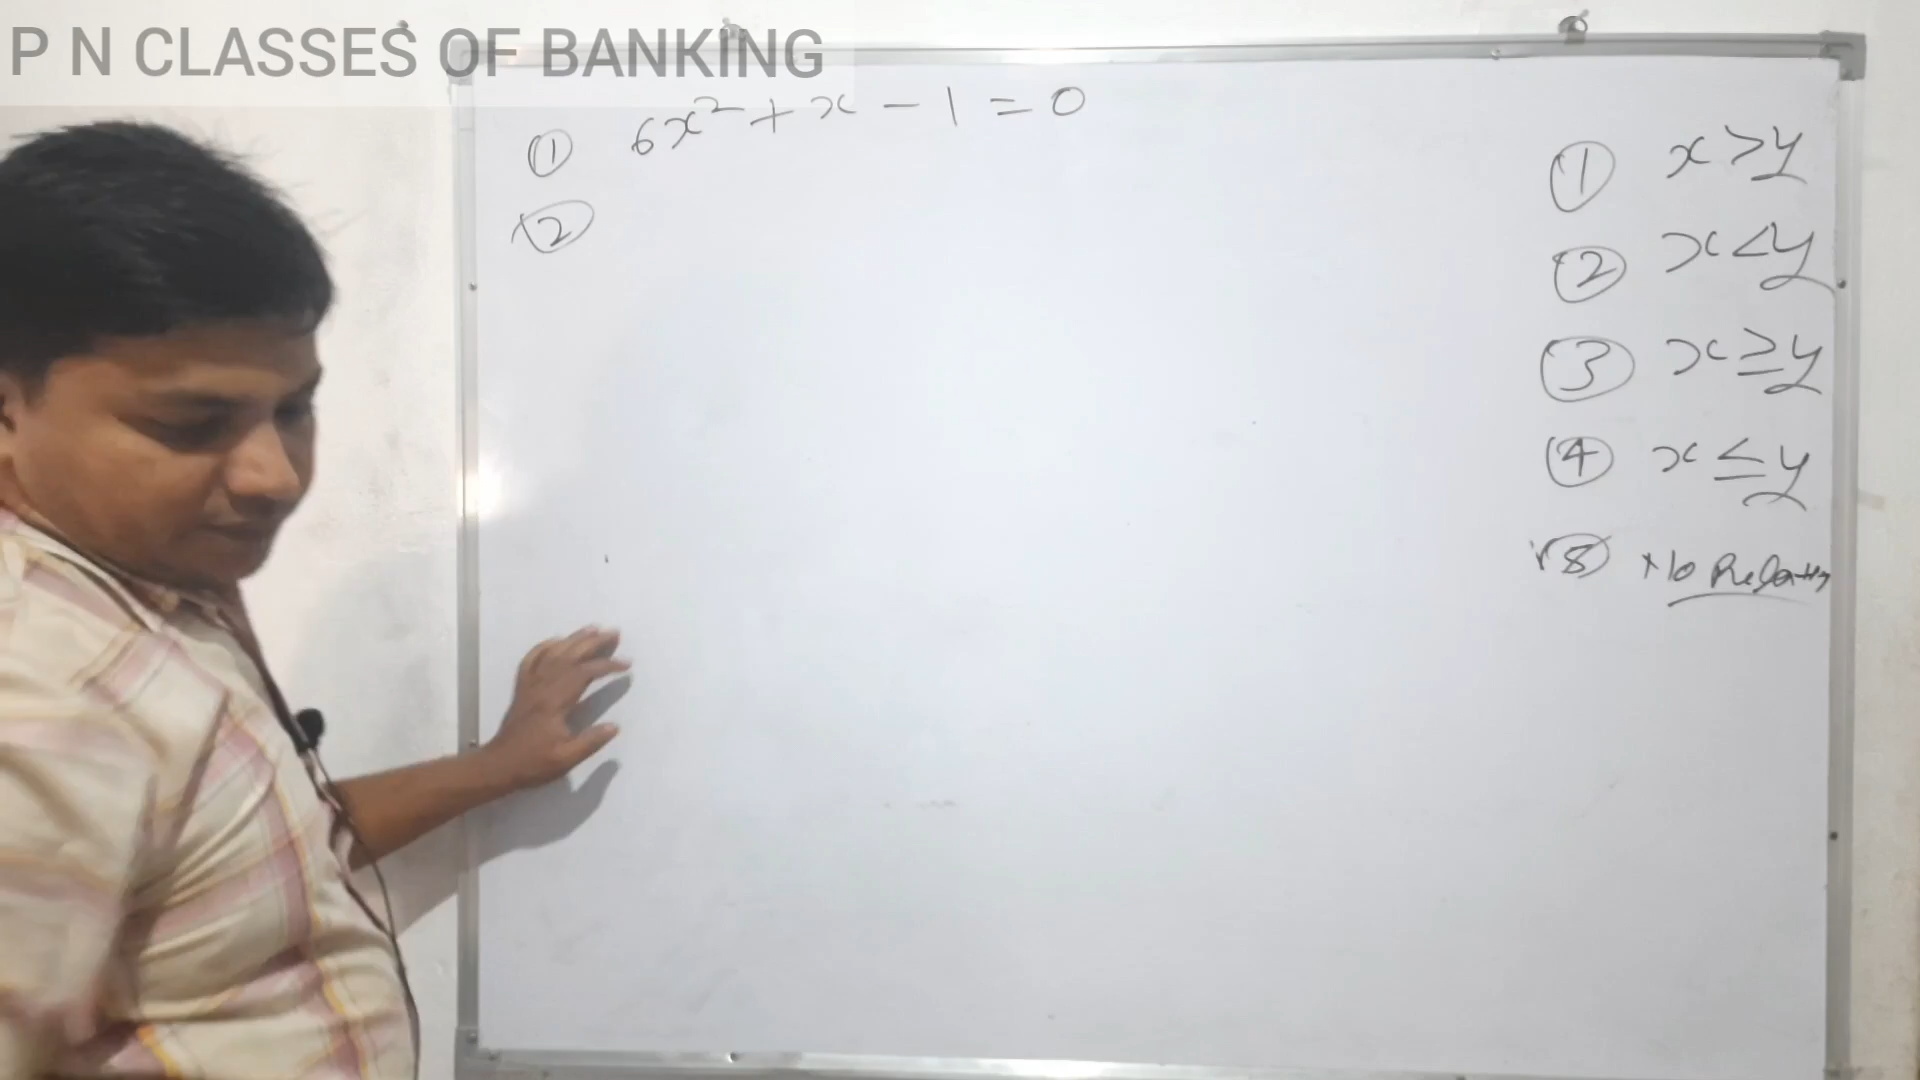 P N CLASSES OF BANKING
① 6x² + x - 1 = 0
②
① x > y
② x < y
③ x ≥ y
④ x ≤ y
⑤ No Relation